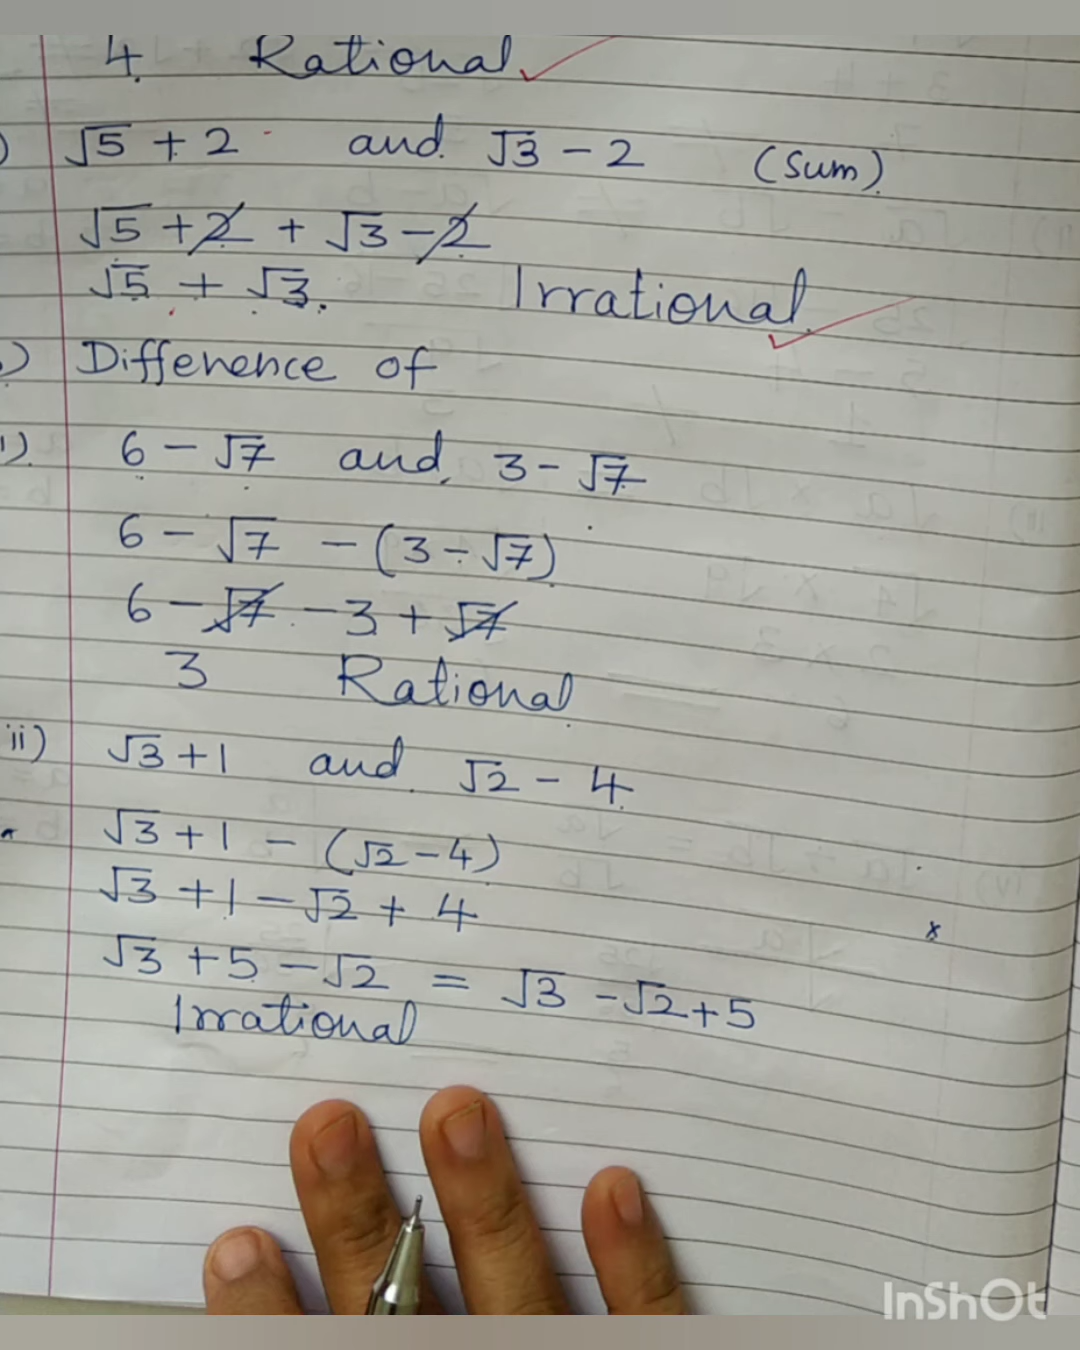 4. Rational
) √5 + 2 and √3 - 2 (Sum)
√5 + 2 + √3 - 2
√5 + √3. Irrational
) Difference of
i). 6 - √7 and 3 - √7
6 - √7 - (3 - √7)
6 - √7 - 3 + √7
3 Rational
ii) √3 + 1 and √2 - 4
√3 + 1 - (√2 - 4)
√3 + 1 - √2 + 4
√3 + 5 - √2 = √3 - √2 + 5
Irrational
InShOt